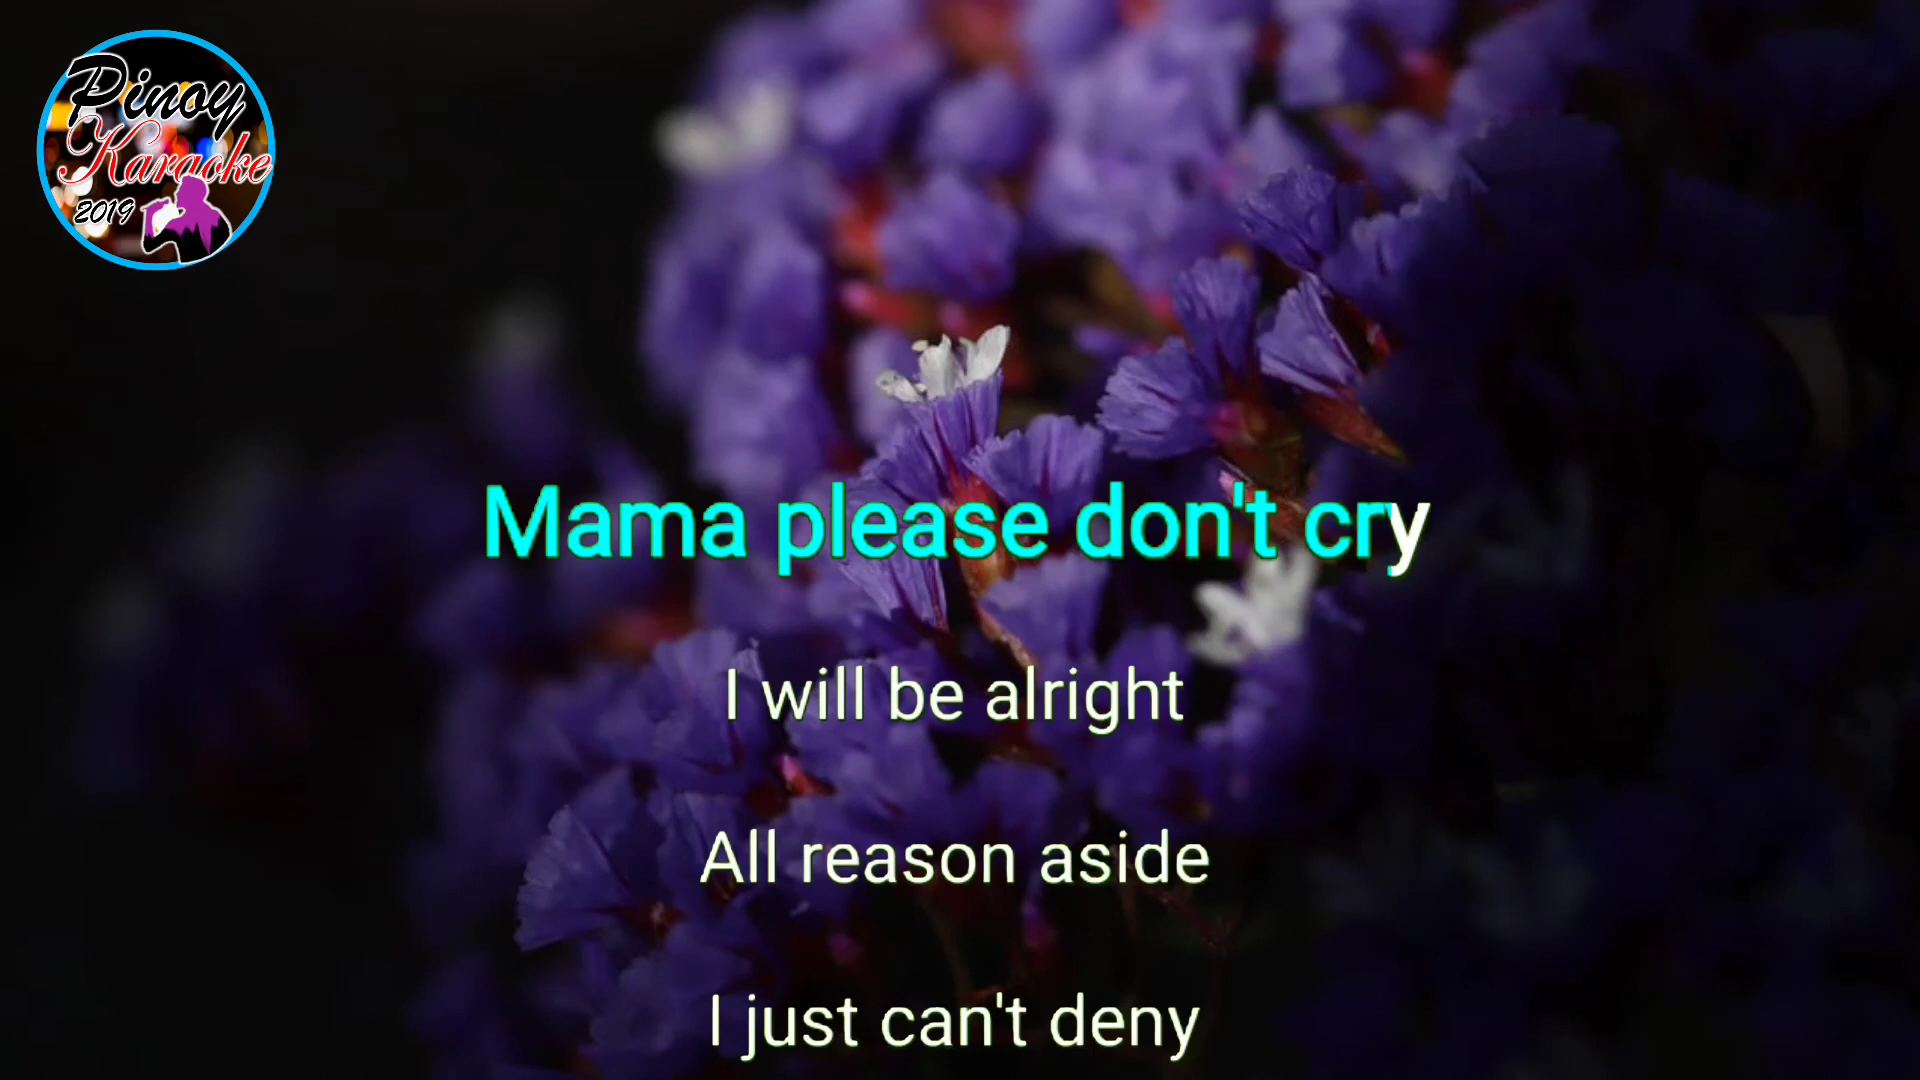 Pinoy
Karaoke
2019
Mama please don't cry
I will be alright
All reason aside
I just can't deny